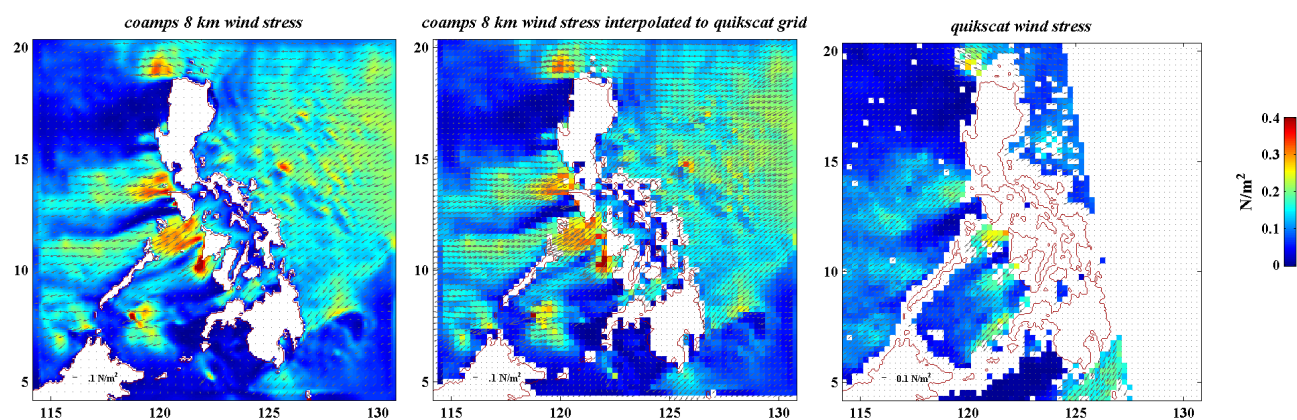 coamps 8 km wind stress
coamps 8 km wind stress interpolated to quikscat grid
quikscat wind stress
20
15
10
5
115 120 125 130
.1 N/m²
20
15
10
5
115 120 125 130
.1 N/m²
20
15
10
5
115 120 125 130
0.1 N/m²
0.4
0.3
0.2
0.1
0
N/m²